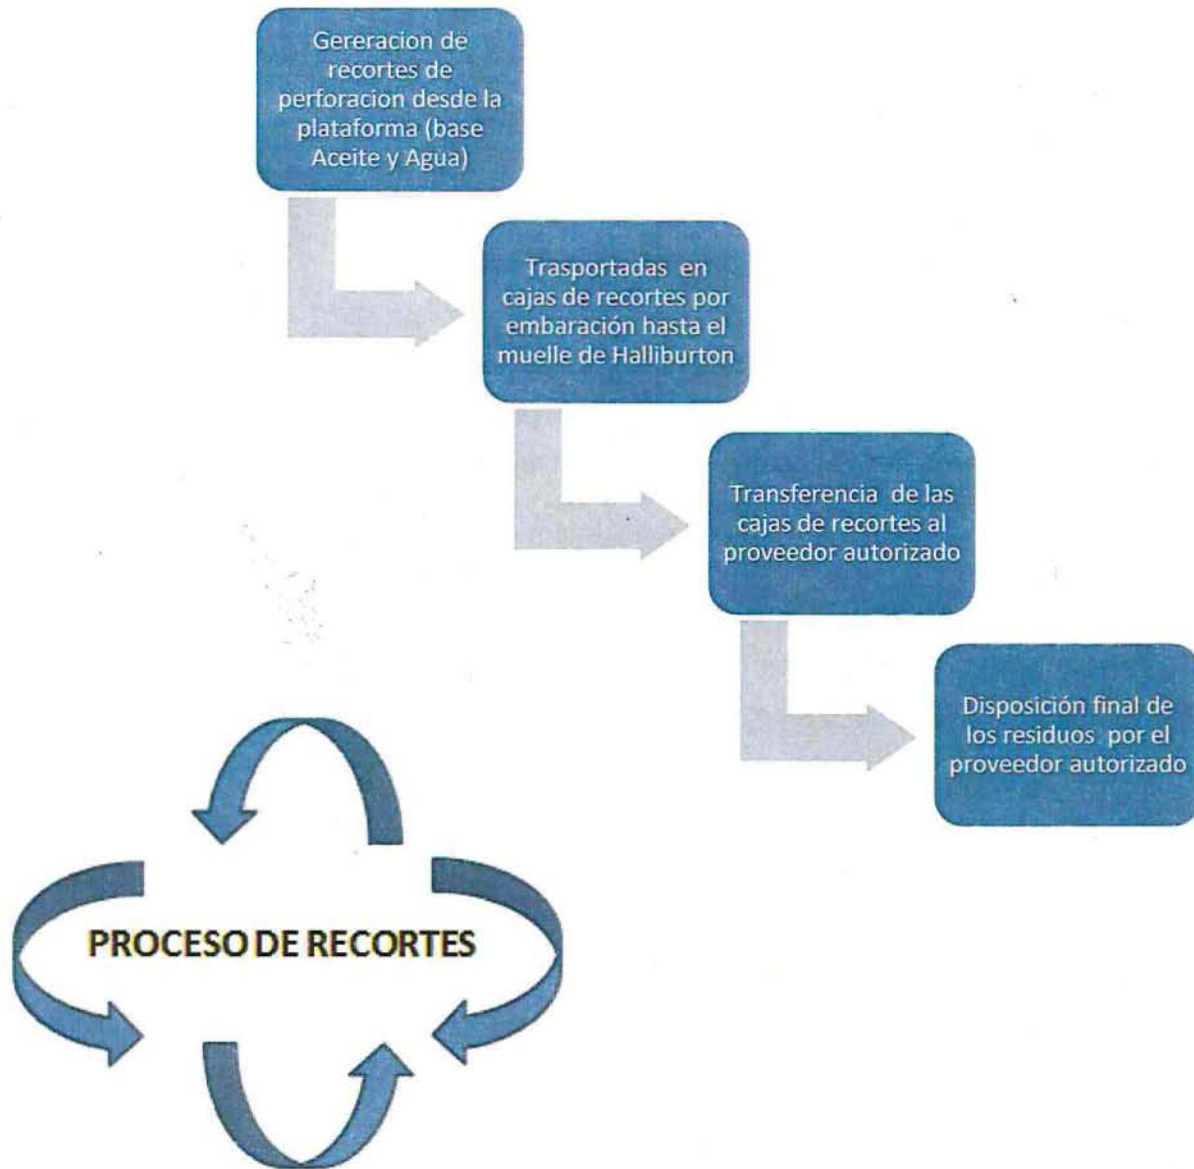 Gereracion de
recortes de
perforacion desde la
plataforma (base
Aceite y Agua)
Trasportadas en
cajas de recortes por
embaración hasta el
muelle de Halliburton
Transferencia de las
cajas de recortes al
proveedor autorizado
Disposición final de
los residuos por el
proveedor autorizado
PROCESO DE RECORTES